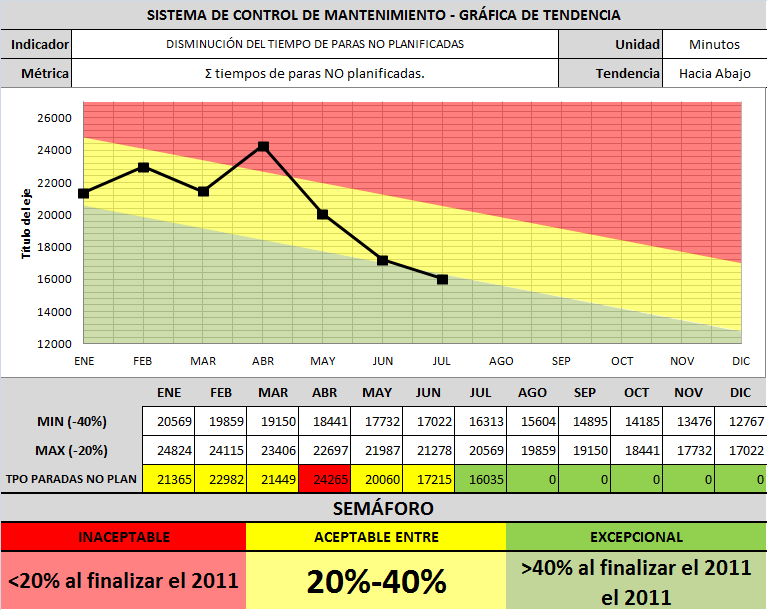 SISTEMA DE CONTROL DE MANTENIMIENTO - GRÁFICA DE TENDENCIA
Indicador DISMINUCIÓN DEL TIEMPO DE PARAS NO PLANIFICADAS Unidad Minutos
Métrica Σ tiempos de paras NO planificadas. Tendencia Hacia Abajo
Título del eje
26000
24000
22000
20000
18000
16000
14000
12000
ENE FEB MAR ABR MAY JUN JUL AGO SEP OCT NOV DIC
ENE FEB MAR ABR MAY JUN JUL AGO SEP OCT NOV DIC
MIN (-40%) 20569 19859 19150 18441 17732 17022 16313 15604 14895 14185 13476 12767
MAX (-20%) 24824 24115 23406 22697 21987 21278 20569 19859 19150 18441 17732 17022
TPO PARADAS NO PLAN 21365 22982 21449 24265 20060 17215 16035 0 0 0 0 0
SEMÁFORO
INACEPTABLE ACEPTABLE ENTRE EXCEPCIONAL
<20% al finalizar el 2011 20%-40% >40% al finalizar el 2011
el 2011